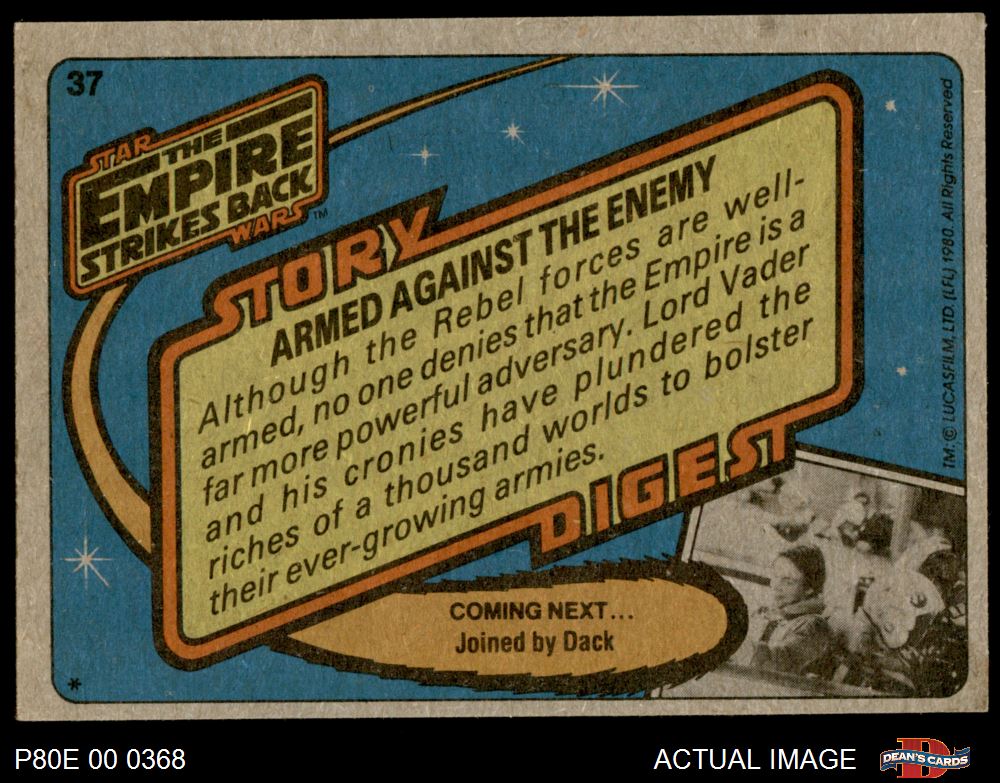 37
STAR
THE
EMPIRE
STRIKES BACK
WARS™
STORY
ARMED AGAINST THE ENEMY
Although the Rebel forces are well-
armed, no one denies that the Empire is a
far more powerful adversary. Lord Vader
and his cronies have plundered the
riches of a thousand worlds to bolster
their ever-growing armies.
DIGEST
COMING NEXT...
Joined by Dack
*
TM: © LUCASFILM, LTD. (LFL) 1980. All Rights Reserved
P80E 00 0368
ACTUAL IMAGE
DEAN'S CARDS